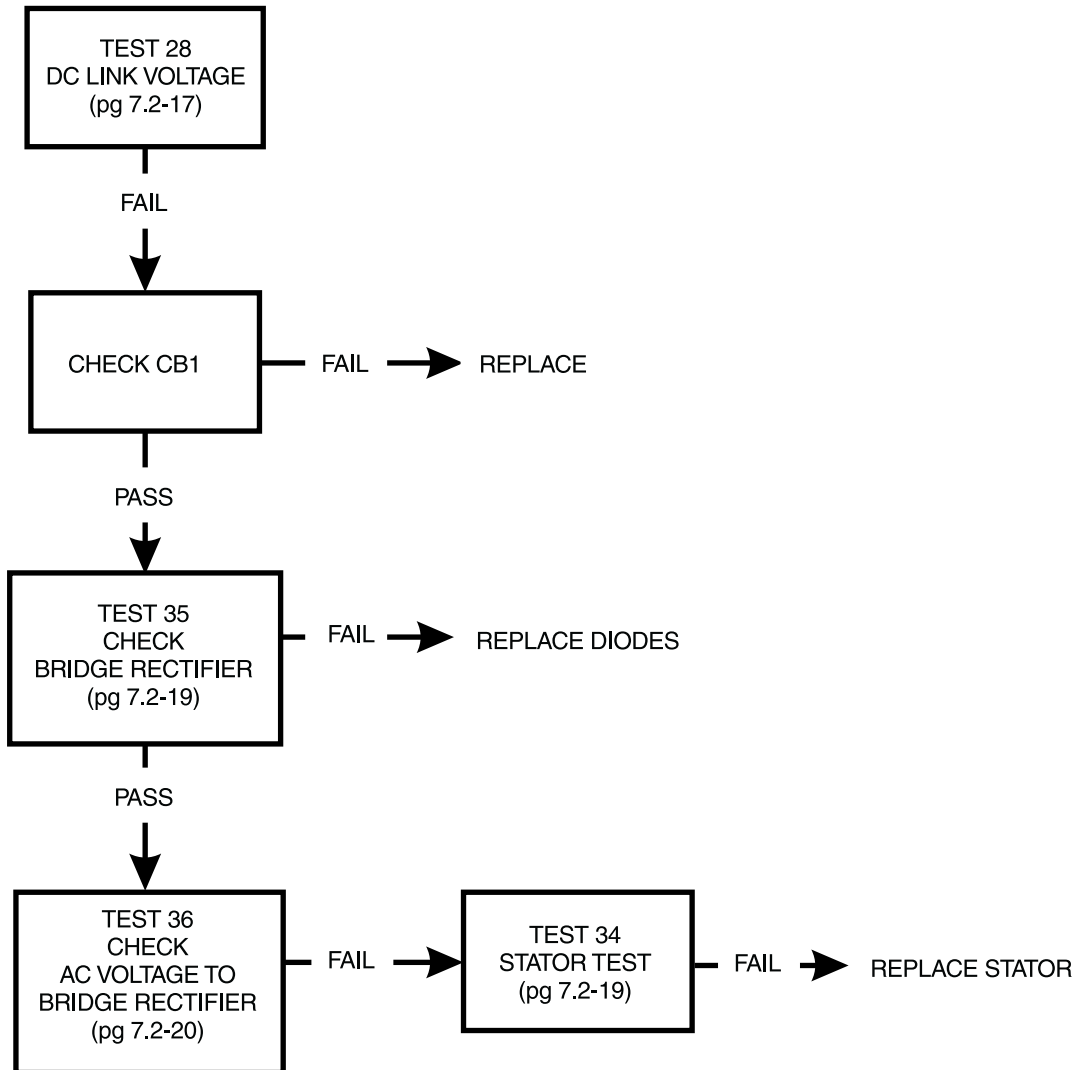 TEST 28
DC LINK VOLTAGE
(pg 7.2-17)
FAIL
CHECK CB1
FAIL
REPLACE
PASS
TEST 35
CHECK
BRIDGE RECTIFIER
(pg 7.2-19)
FAIL
REPLACE DIODES
PASS
TEST 36
CHECK
AC VOLTAGE TO
BRIDGE RECTIFIER
(pg 7.2-20)
FAIL
TEST 34
STATOR TEST
(pg 7.2-19)
FAIL
REPLACE STATOR